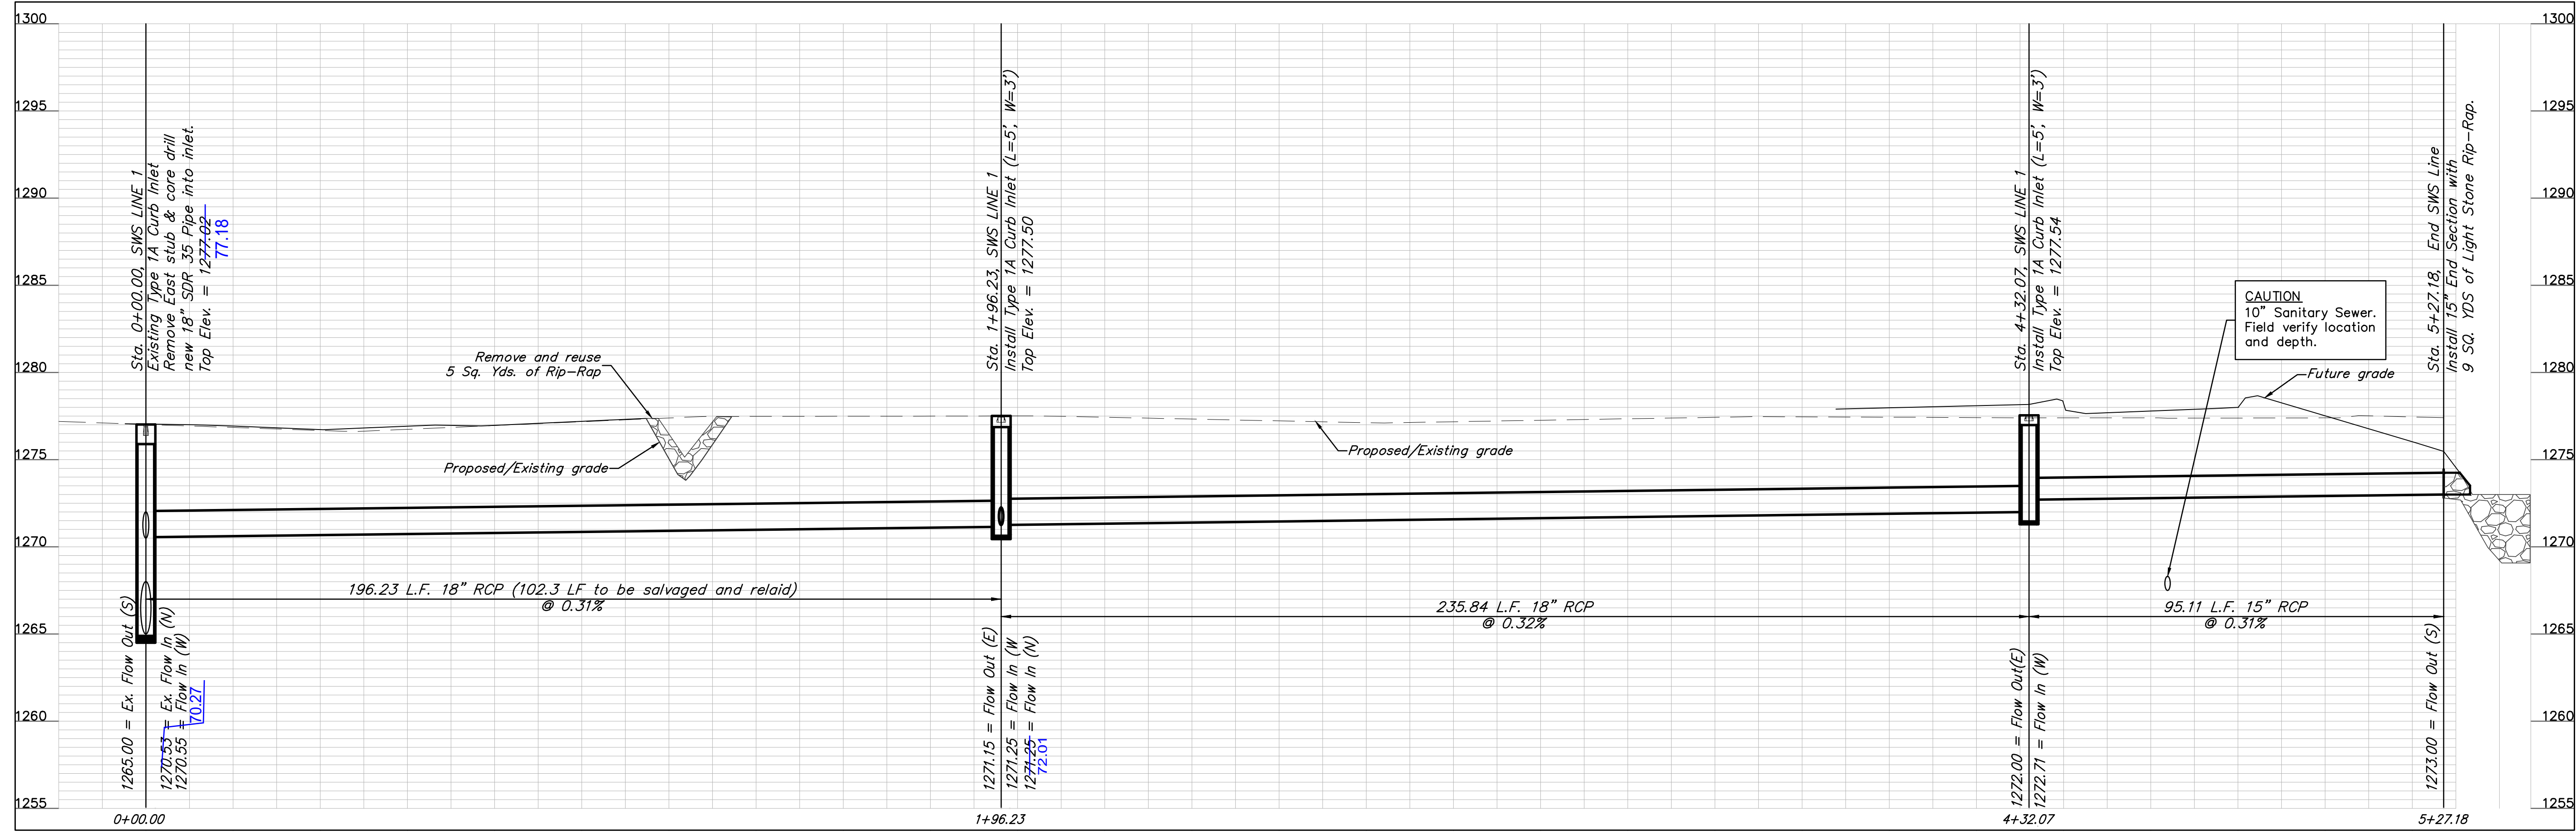 1300
1295
1290
1285
1280
1275
1270
1265
1260
1255
Sta. 0+00.00, SWS LINE 1
Existing Type 1A Curb Inlet
Remove East stub & core drill
new 18" SDR 35 Pipe into inlet.
Top Elev. = 1277.02
77.18
Remove and reuse
5 Sq. Yds. of Rip-Rap
Proposed/Existing grade
Sta. 1+96.23, SWS LINE 1
Install Type 1A Curb Inlet (L=5', W=3')
Top Elev. = 1277.50
Proposed/Existing grade
Sta. 4+32.07, SWS LINE 1
Install Type 1A Curb Inlet (L=5', W=3')
Top Elev. = 1277.54
CAUTION
10" Sanitary Sewer.
Field verify location
and depth.
Future grade
Sta. 5+27.18, End SWS Line
Install 15" End Section with
9 SQ. YDS of Light Stone Rip-Rap.
196.23 L.F. 18" RCP (102.3 LF to be salvaged and relaid)
@ 0.31%
235.84 L.F. 18" RCP
@ 0.32%
95.11 L.F. 15" RCP
@ 0.31%
1265.00 = Ex. Flow Out (S)
1270.53 = Ex. Flow In (N)
1270.55 = Flow In (W)
70.27
1271.15 = Flow Out (E)
1271.25 = Flow In (W
1271.25 = Flow In (N)
72.01
1272.00 = Flow Out(E)
1272.71 = Flow In (W)
1273.00 = Flow Out (S)
0+00.00
1+96.23
4+32.07
5+27.18
1300
1295
1290
1285
1280
1275
1270
1265
1260
1255